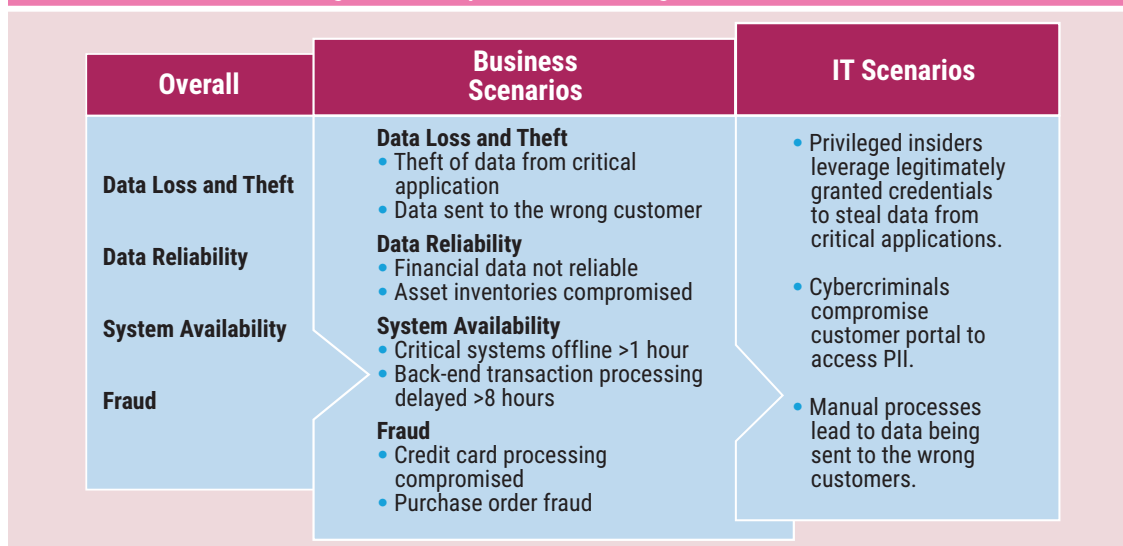 Overall
Data Loss and Theft
Data Reliability
System Availability
Fraud
Business
Scenarios
Data Loss and Theft
• Theft of data from critical
application
• Data sent to the wrong customer
Data Reliability
• Financial data not reliable
• Asset inventories compromised
System Availability
• Critical systems offline >1 hour
• Back-end transaction processing
delayed >8 hours
Fraud
• Credit card processing
compromised
• Purchase order fraud
IT Scenarios
• Privileged insiders
leverage legitimately
granted credentials
to steal data from
critical applications.
• Cybercriminals
compromise
customer portal to
access PII.
• Manual processes
lead to data being
sent to the wrong
customers.